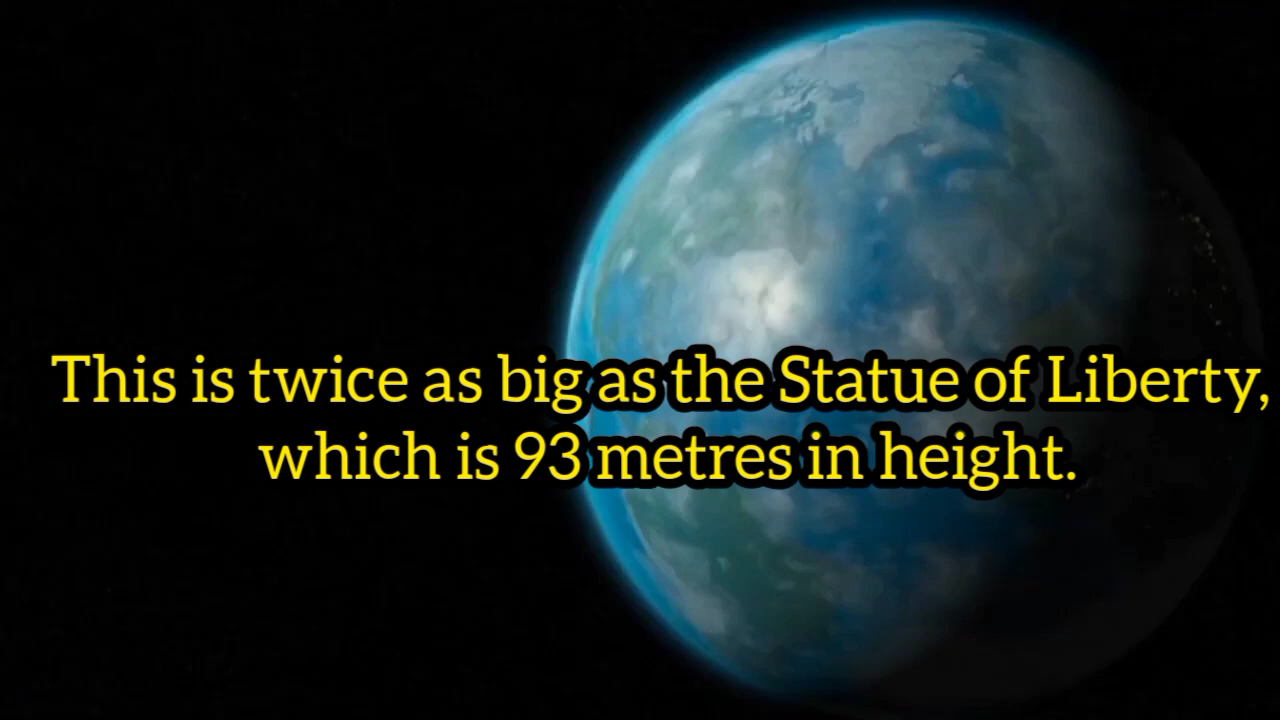 This is twice as big as the Statue of Liberty,
which is 93 metres in height.